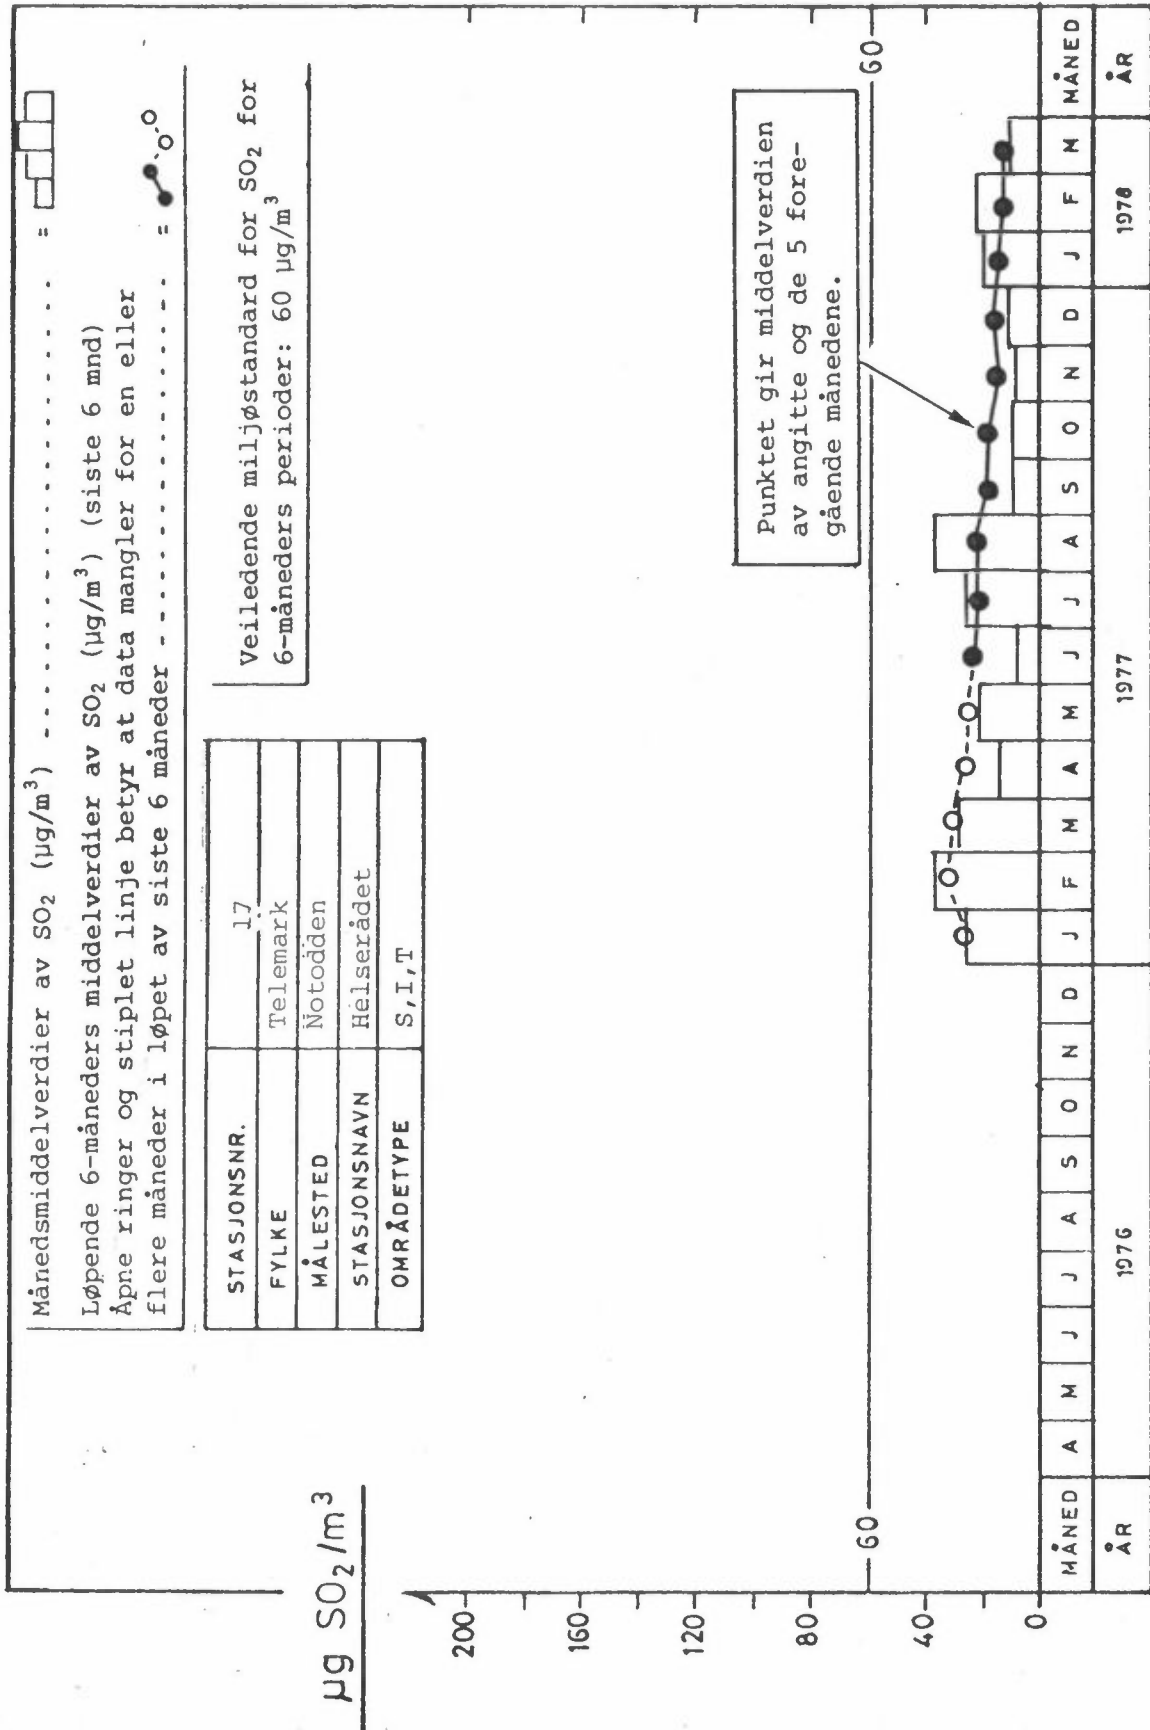 Månedsmiddelverdier av SO₂ (µg/m³) - - - - - - - - - - - - - - - - - - - - =
Løpende 6-måneders middelverdier av SO₂ (µg/m³) (siste 6 mnd)
Åpne ringer og stiplet linje betyr at data mangler for en eller
flere måneder i løpet av siste 6 måneder - - - - - - - - - - - - - - - =
STASJONSNR. 17
FYLKE Telemark
MÅLESTED Notodden
STASJONSNAVN Helserådet
OMRÅDETYPE S,I,T
Veiledende miljøstandard for SO₂ for
6-måneders perioder: 60 µg/m³
µg SO₂/m³
200
160
120
80
40
0
60
60
Punktet gir middelverdien
av angitte og de 5 fore-
gående månedene.
MÅNED A M J J A S O N D J F M A M J J A S O N D J F M MÅNED
ÅR 1976 1977 1978 ÅR